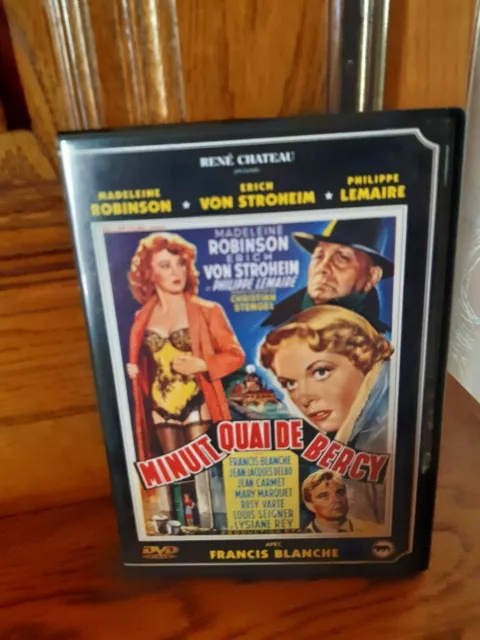 RENÉ CHATEAU
MADELEINE ROBINSON * ERICH VON STROHEIM * PHILIPPE LEMAIRE
MADELEINE
ROBINSON
ERICH
VON STROHEIM
et PHILIPPE LEMAIRE
CHRISTIAN
STENGEL
MINUIT QUAI DE BERCY
FRANCIS BLANCHE
JEAN-JACQUES DELBO
JEAN CARMET
MARY MARQUET
ROSY VARTE
LOUIS SEIGNER
LYSIANE REY
AVEC
DVD
FRANCIS BLANCHE